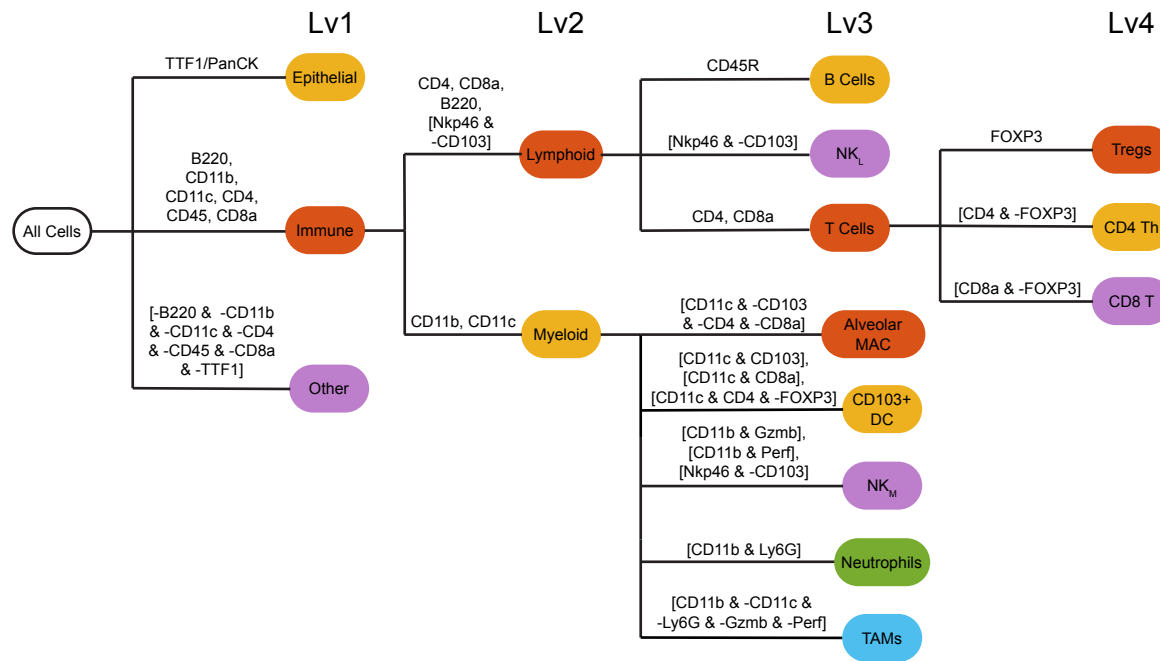 Lv1
Lv2
Lv3
Lv4
TTF1/PanCK
Epithelial
B220,
CD11b,
CD11c, CD4,
CD45, CD8a
All Cells
Immune
[-B220 & -CD11b
& -CD11c & -CD4
& -CD45 & -CD8a
& -TTF1]
Other
CD4, CD8a,
B220,
[Nkp46 &
-CD103]
Lymphoid
CD11b, CD11c
Myeloid
CD45R
B Cells
[Nkp46 & -CD103]
NKL
CD4, CD8a
T Cells
[CD11c & -CD103
& -CD4 & -CD8a]
Alveolar
MAC
[CD11c & CD103],
[CD11c & CD8a],
[CD11c & CD4 & -FOXP3]
CD103+
DC
[CD11b & Gzmb],
[CD11b & Perf],
[Nkp46 & -CD103]
NKM
[CD11b & Ly6G]
Neutrophils
[CD11b & -CD11c &
-Ly6G & -Gzmb & -Perf]
TAMs
FOXP3
Tregs
[CD4 & -FOXP3]
CD4 Th
[CD8a & -FOXP3]
CD8 T